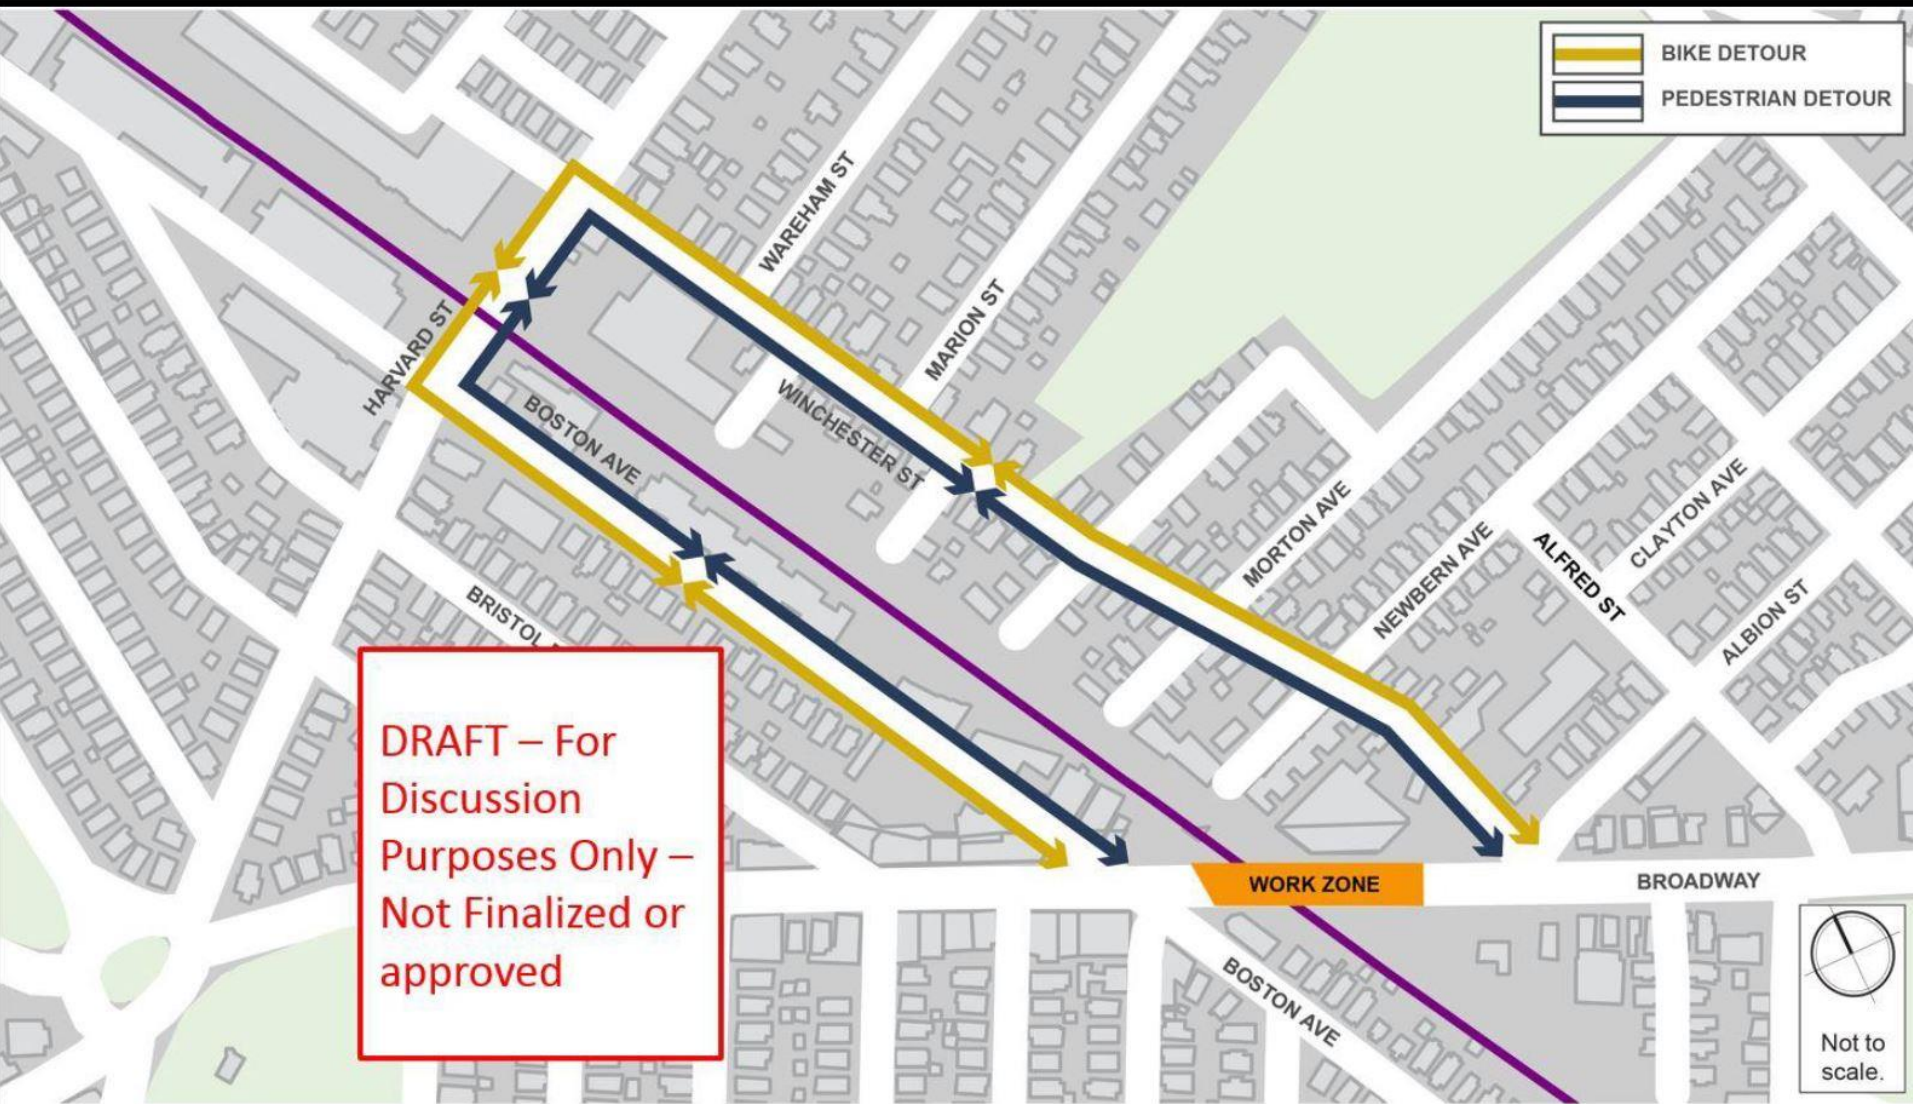 BIKE DETOUR
PEDESTRIAN DETOUR
WAREHAM ST
MARION ST
HARVARD ST
WINCHESTER ST
BOSTON AVE
MORTON AVE
NEWBERN AVE
ALFRED ST
CLAYTON AVE
ALBION ST
BRISTOL
DRAFT – For
Discussion
Purposes Only –
Not Finalized or
approved
WORK ZONE
BROADWAY
BOSTON AVE
Not to
scale.